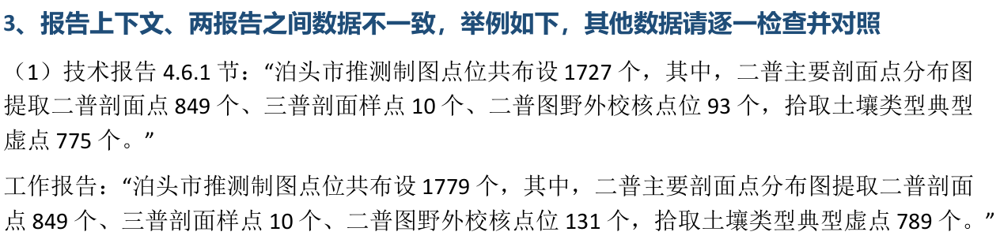 3、报告上下文、两报告之间数据不一致，举例如下，其他数据请逐一检查并对照
（1）技术报告 4.6.1 节：“泊头市推测制图点位共布设 1727 个，其中，二普主要剖面点分布图
提取二普剖面点 849 个、三普剖面样点 10 个、二普图野外校核点位 93 个，拾取土壤类型典型
虚点 775 个。”
工作报告：“泊头市推测制图点位共布设 1779 个，其中，二普主要剖面点分布图提取二普剖面
点 849 个、三普剖面样点 10 个、二普图野外校核点位 131 个，拾取土壤类型典型虚点 789 个。”